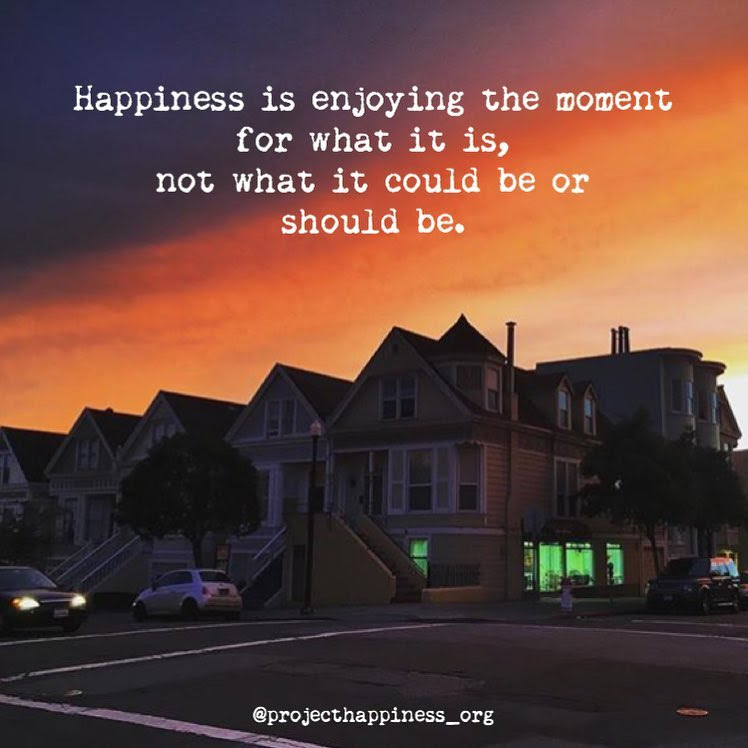 Happiness is enjoying the moment
for what it is,
not what it could be or
should be.
@projecthappiness_org